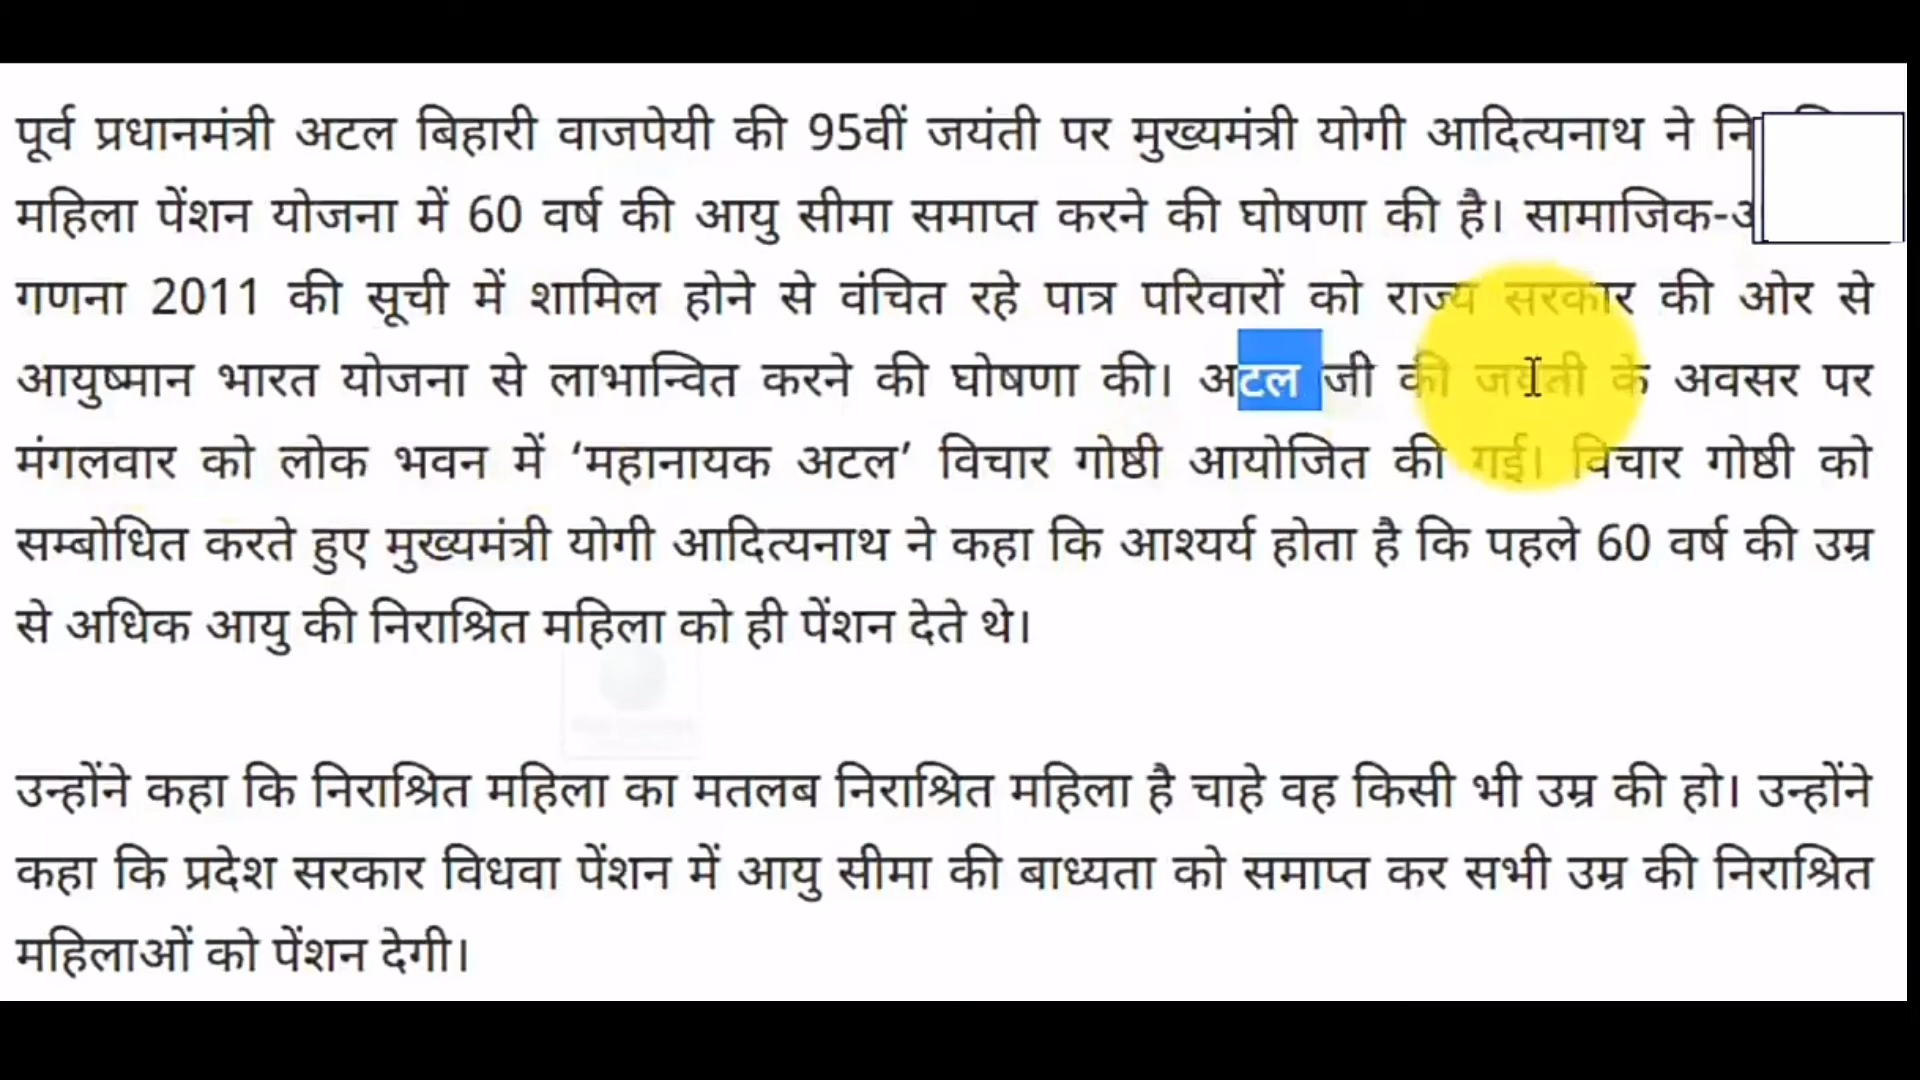 पूर्व प्रधानमंत्री अटल बिहारी वाजपेयी की 95वीं जयंती पर मुख्यमंत्री योगी आदित्यनाथ ने
महिला पेंशन योजना में 60 वर्ष की आयु सीमा समाप्त करने की घोषणा की है। सामाजिक-
गणना 2011 की सूची में शामिल होने से वंचित रहे पात्र परिवारों को राज्य सरकार की ओर से
आयुष्मान भारत योजना से लाभान्वित करने की घोषणा की। अटल जी की जयंती के अवसर पर
मंगलवार को लोक भवन में ‘महानायक अटल’ विचार गोष्ठी आयोजित की गई। विचार गोष्ठी को
सम्बोधित करते हुए मुख्यमंत्री योगी आदित्यनाथ ने कहा कि आश्यर्य होता है कि पहले 60 वर्ष की उम्र
से अधिक आयु की निराश्रित महिला को ही पेंशन देते थे।
उन्होंने कहा कि निराश्रित महिला का मतलब निराश्रित महिला है चाहे वह किसी भी उम्र की हो। उन्होंने
कहा कि प्रदेश सरकार विधवा पेंशन में आयु सीमा की बाध्यता को समाप्त कर सभी उम्र की निराश्रित
महिलाओं को पेंशन देगी।